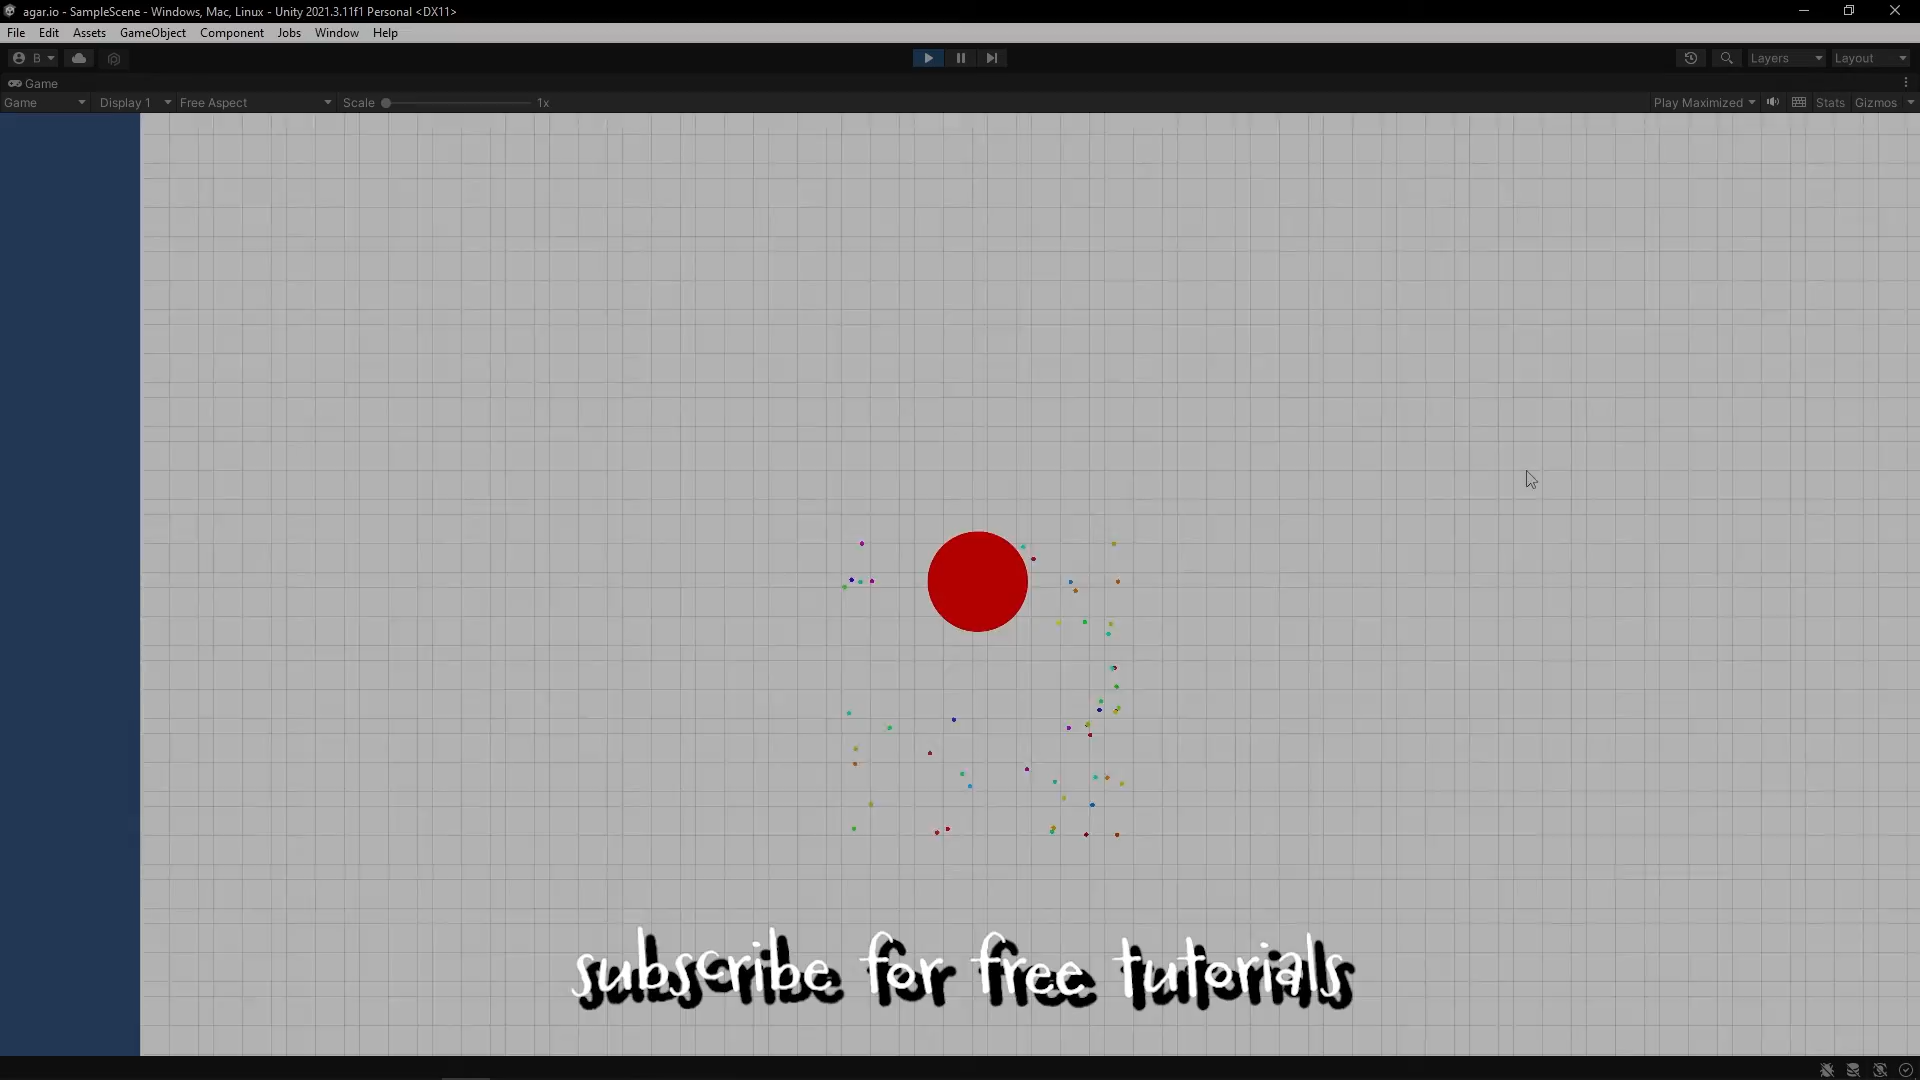 agar.io - SampleScene - Windows, Mac, Linux - Unity 2021.3.11f1 Personal <DX11>
File Edit Assets GameObject Component Jobs Window Help
B Layers Layout
Game
Game Display 1 Free Aspect Scale 1x Play Maximized Stats Gizmos
subscribe for free tutorials